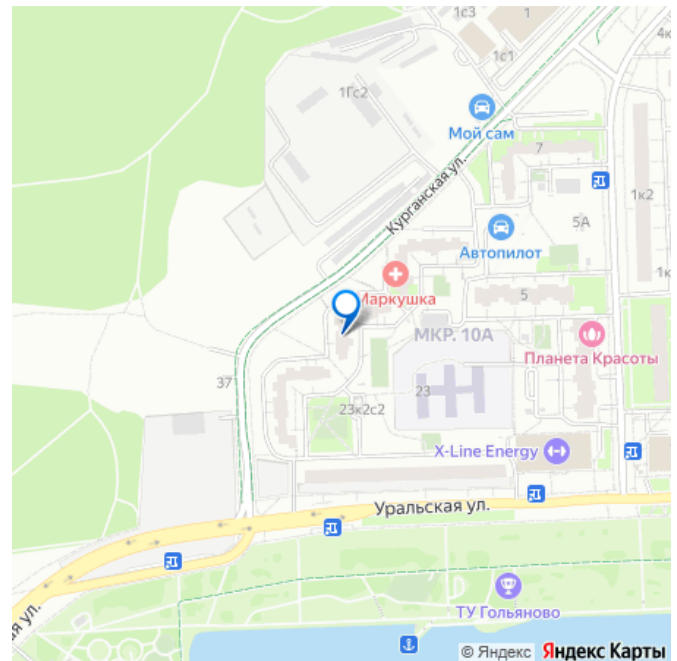 1с3
1
4к
1с1
1Гс2
Мой сам
7
Курганская ул.
1к2
5А
Автопилот
1к
Маркушка
5
МКР. 10А
Планета Красоты
37
23
23к2с2
X-Line Energy
Уральская ул.
ая ул.
ТУ Гольяново
© Яндекс Яндекс Карты